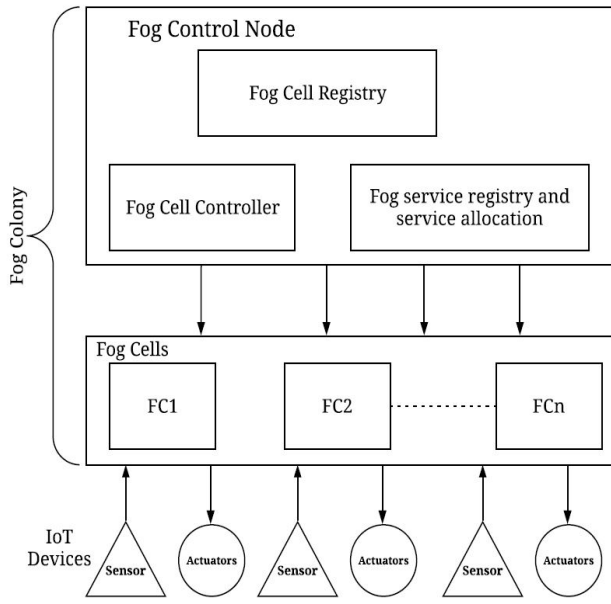 Fog Control Node
Fog Cell Registry
Fog Cell Controller
Fog service registry and
service allocation
Fog Colony
Fog Cells
FC1
FC2
FCn
IoT
Devices
Sensor
Actuators
Sensor
Actuators
Sensor
Actuators